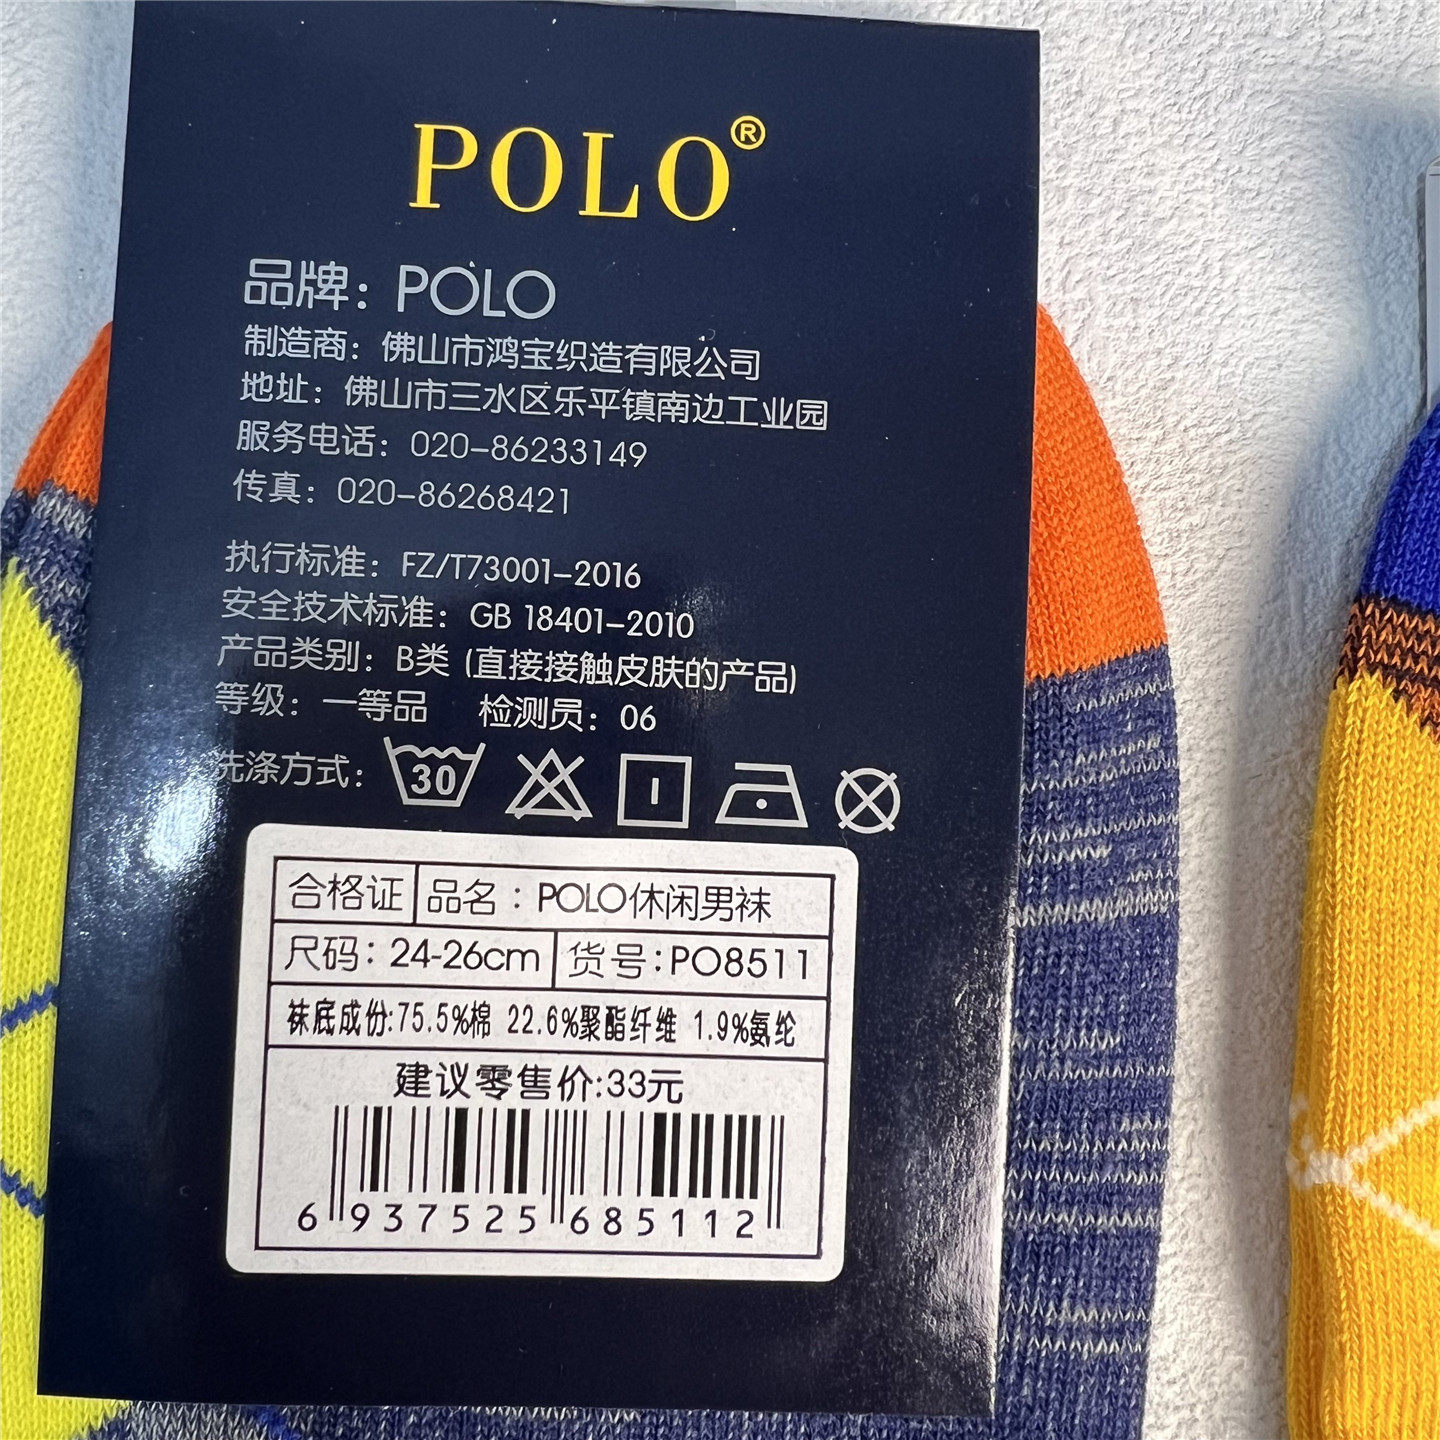 POLO®
品牌：POLO
制造商：佛山市鸿宝织造有限公司
地址：佛山市三水区乐平镇南边工业园
服务电话：020-86233149
传真：020-86268421
执行标准：FZ/T73001-2016
安全技术标准：GB 18401-2010
产品类别：B类 (直接接触皮肤的产品)
等级：一等品 检测员：06
洗涤方式：30
合格证 品名：POLO休闲男袜
尺码：24-26cm 货号:PO8511
袜底成份:75.5%棉 22.6%聚酯纤维 1.9%氨纶
建议零售价:33元
6 937525 685112